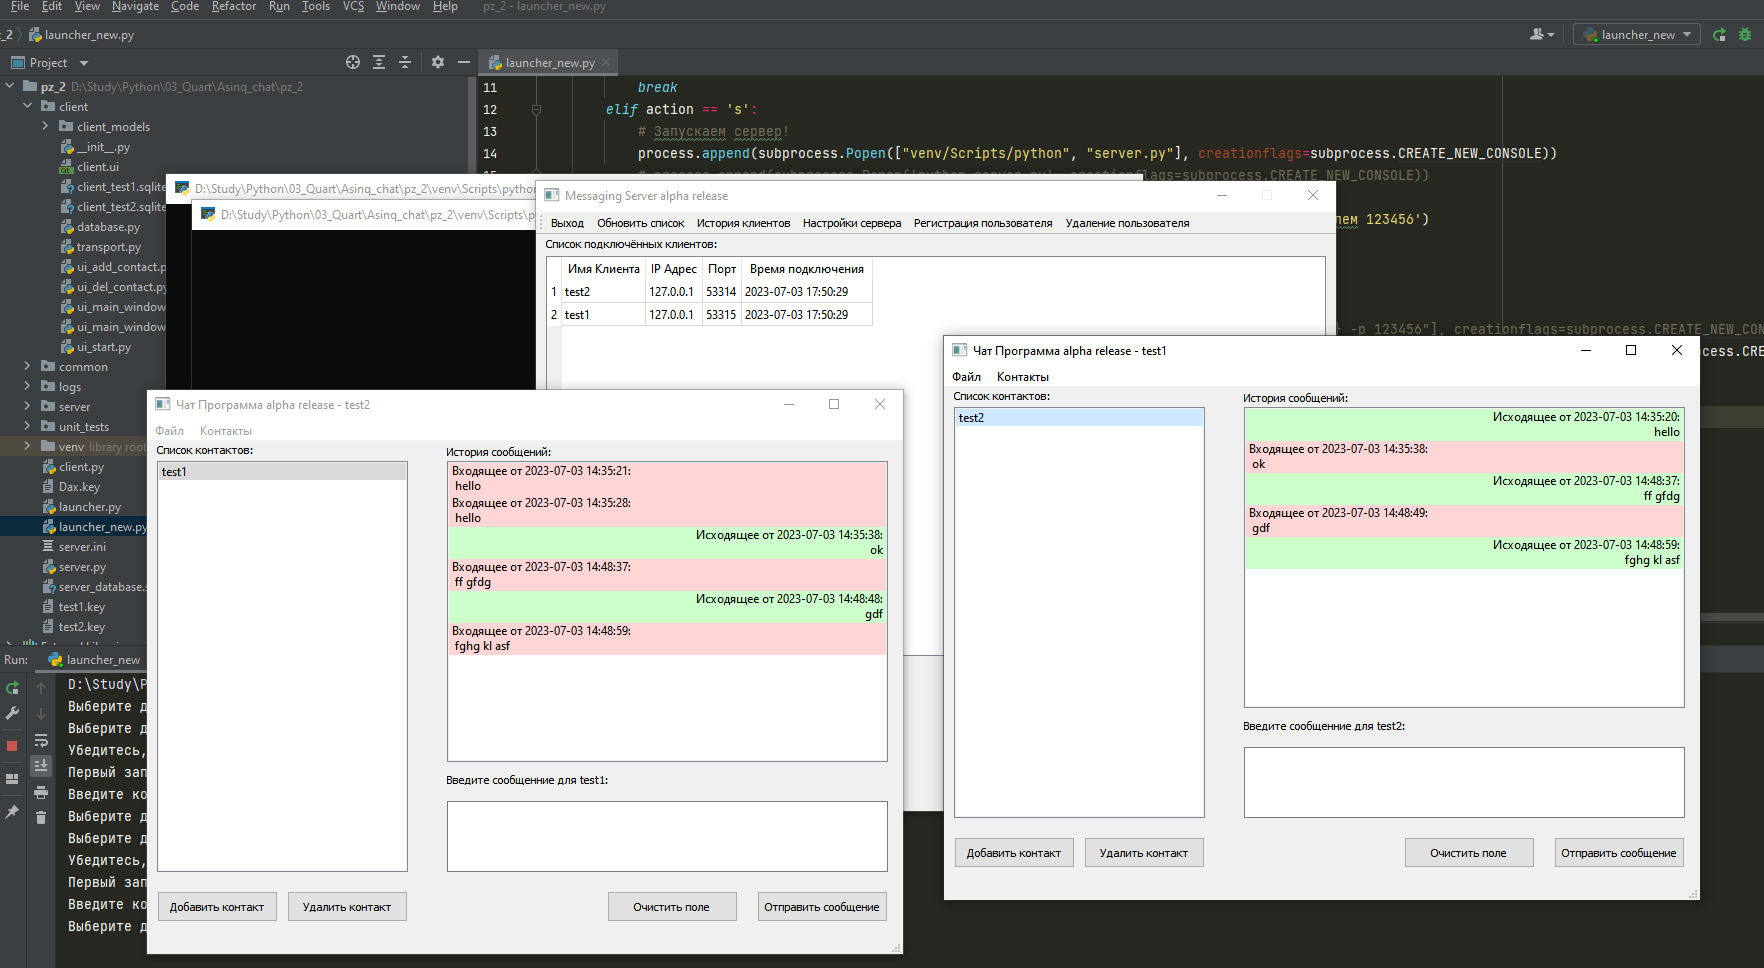 File Edit View Navigate Code Refactor Run Tools VCS Window Help pz_2 - launcher_new.py
_2 launcher_new.py launcher_new
Project
launcher_new.py
pz_2 D:\Study\Python\03_Quart\Asinq_chat\pz_2
client
client_models
__init__.py
client.ui
client_test1.sqlite
client_test2.sqlite
database.py
transport.py
ui_add_contact.p
ui_del_contact.py
ui_main_window
ui_main_window
ui_start.py
common
logs
server
unit_tests
venv library root
client.py
Dax.key
launcher.py
launcher_new.py
server.ini
server.py
server_database.
test1.key
test2.key
11 break
12 elif action == 's':
13 # Запускаем сервер!
14 process.append(subprocess.Popen(["venv/Scripts/python", "server.py"], creationflags=subprocess.CREATE_NEW_CONSOLE))
лем 123456')
-p 123456"], creationflags=subprocess.CREATE_NEW_CON
cess.CRE
D:\Study\Python\03_Quart\Asinq_chat\pz_2\venv\Scripts\python
D:\Study\Python\03_Quart\Asinq_chat\pz_2\venv\Scripts\p
Messaging Server alpha release
Выход Обновить список История клиентов Настройки сервера Регистрация пользователя Удаление пользователя
Список подключённых клиентов:
Имя Клиента IP Адрес Порт Время подключения
1 test2 127.0.0.1 53314 2023-07-03 17:50:29
2 test1 127.0.0.1 53315 2023-07-03 17:50:29
Чат Программа alpha release - test2
Файл Контакты
Список контактов:
test1
История сообщений:
Входящее от 2023-07-03 14:35:21:
hello
Входящее от 2023-07-03 14:35:28:
hello
Исходящее от 2023-07-03 14:35:38:
ok
Входящее от 2023-07-03 14:48:37:
ff gfdg
Исходящее от 2023-07-03 14:48:48:
gdf
Входящее от 2023-07-03 14:48:59:
fghg kl asf
Введите сообщенние для test1:
Добавить контакт Удалить контакт Очистить поле Отправить сообщение
Чат Программа alpha release - test1
Файл Контакты
Список контактов:
test2
История сообщений:
Исходящее от 2023-07-03 14:35:20:
hello
Входящее от 2023-07-03 14:35:38:
ok
Исходящее от 2023-07-03 14:48:37:
ff gfdg
Входящее от 2023-07-03 14:48:49:
gdf
Исходящее от 2023-07-03 14:48:59:
fghg kl asf
Введите сообщенние для test2:
Добавить контакт Удалить контакт Очистить поле Отправить сообщение
Run: launcher_new
D:\Study\P
Выберите д
Выберите д
Убедитесь,
Первый зап
Введите ко
Выберите д
Выберите д
Убедитесь,
Первый зап
Введите ко
Выберите д